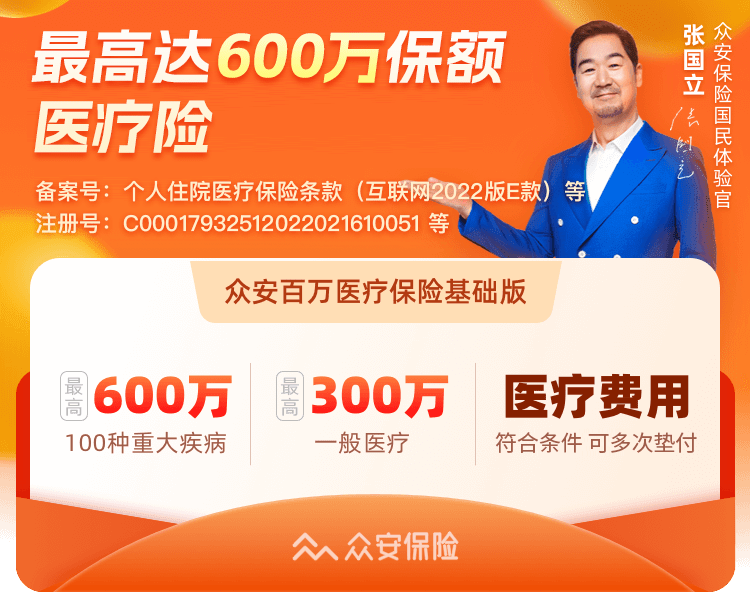 最高达600万保额
医疗险
众安保险国民体验官
张国立
张国立
备案号：个人住院医疗保险条款（互联网2022版E款）等
注册号：C00017932512022021610051 等
众安百万医疗保险基础版
最高 600万
100种重大疾病
最高 300万
一般医疗
医疗费用
符合条件 可多次垫付
众安保险